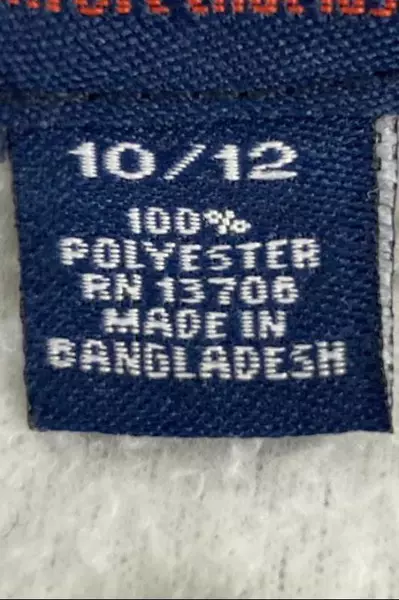 10/12
100%
POLYESTER
RN 13706
MADE IN
BANGLADESH